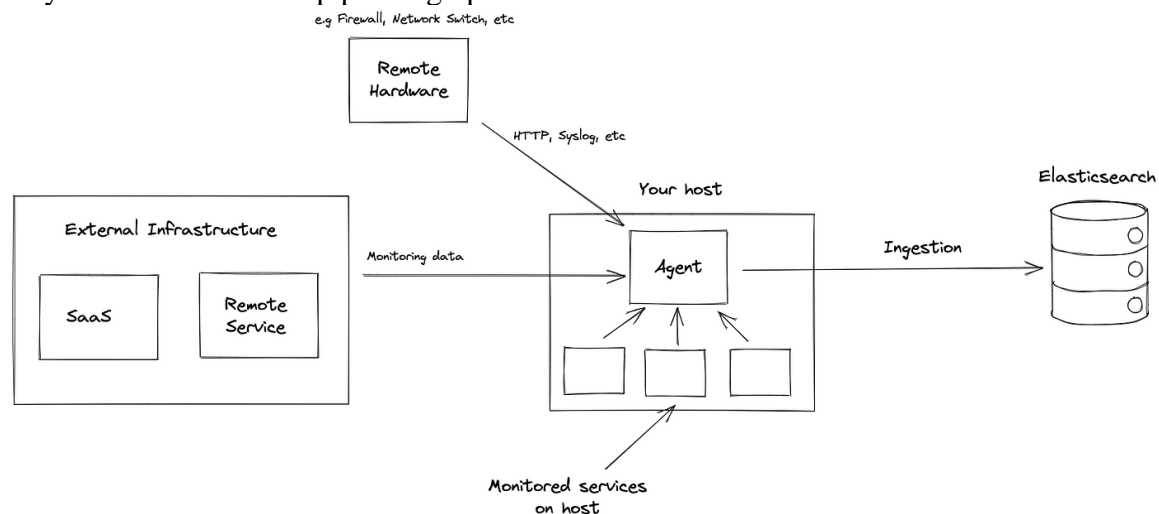 e.g Firewall, Network Switch, etc
Remote
Hardware
HTTP, Syslog, etc
Elasticsearch
Your host
External Infrastructure
Monitoring data
Agent
Ingestion
SaaS
Remote
Service
Monitored services
on host